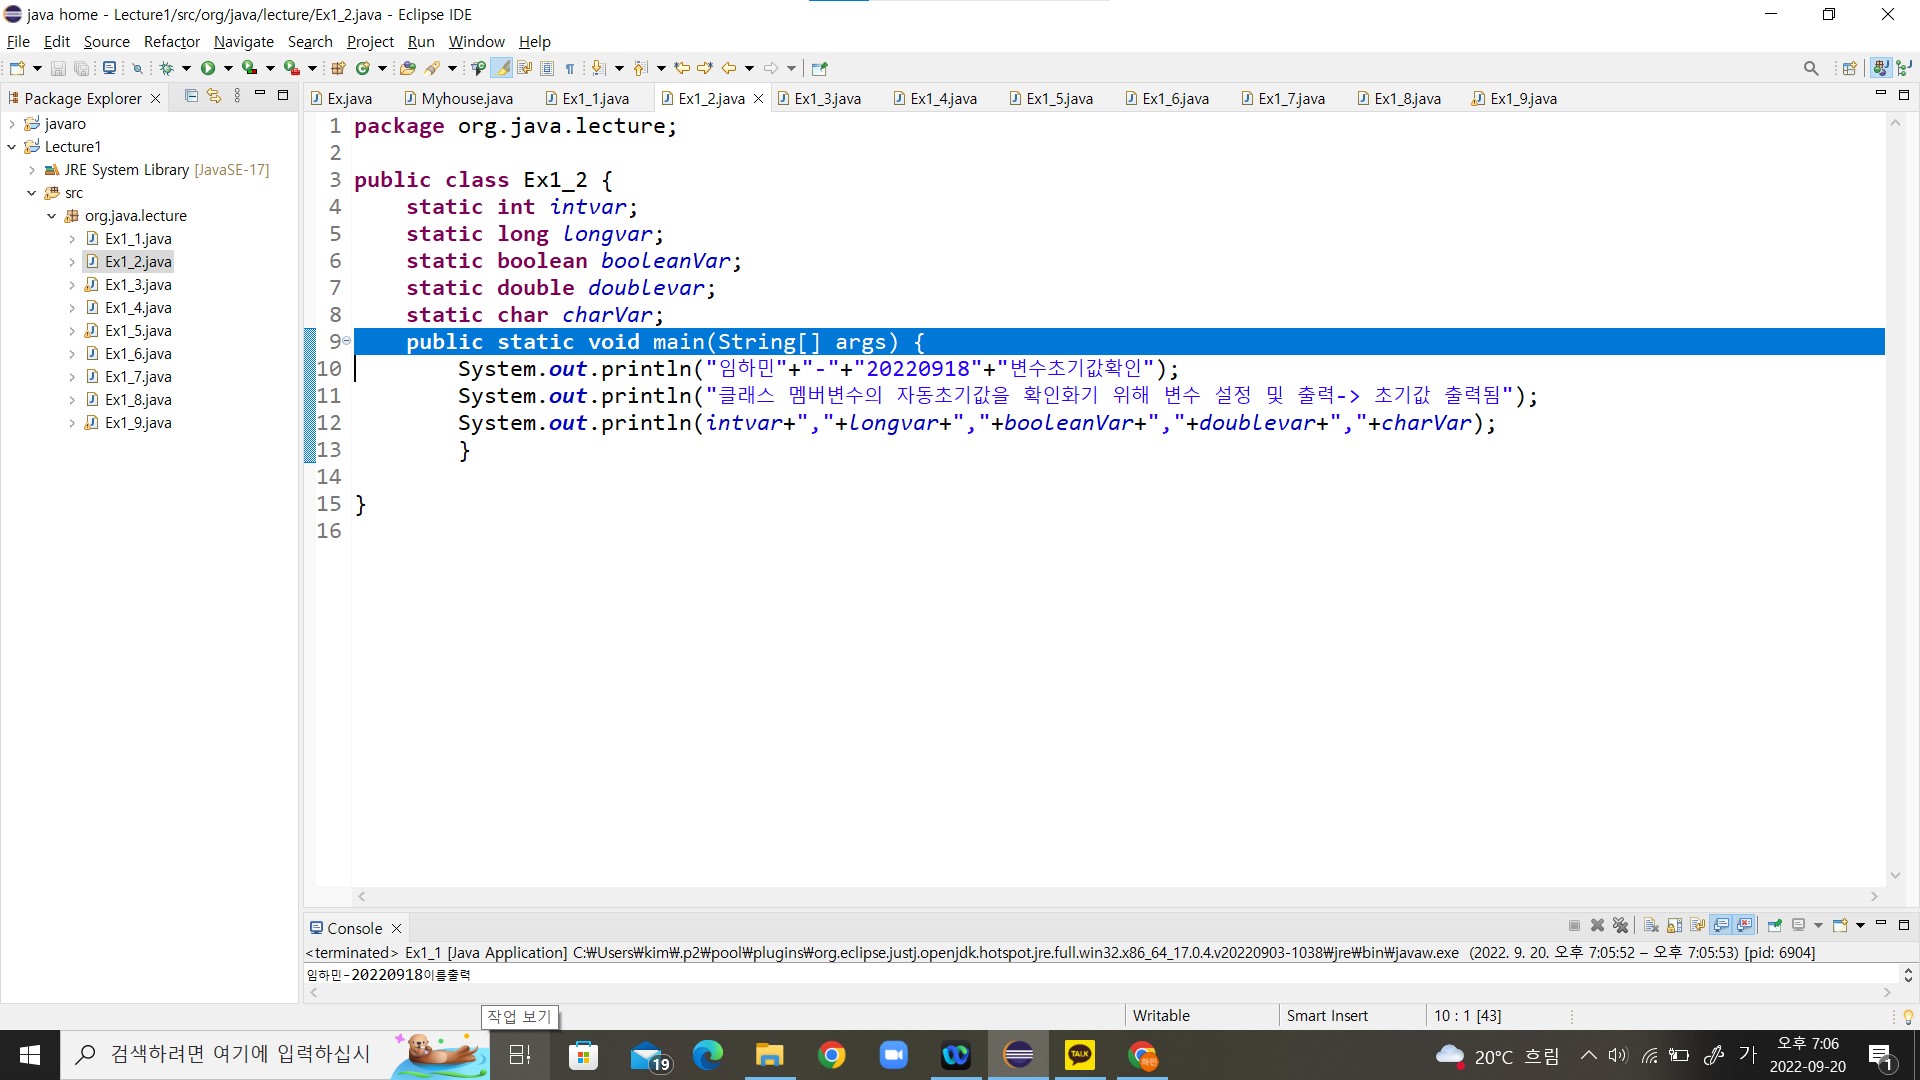 java home - Lecture1/src/org/java/lecture/Ex1_2.java - Eclipse IDE
File Edit Source Refactor Navigate Search Project Run Window Help
Package Explorer
Ex.java Myhouse.java Ex1_1.java Ex1_2.java Ex1_3.java Ex1_4.java Ex1_5.java Ex1_6.java Ex1_7.java Ex1_8.java Ex1_9.java
javaro
Lecture1
JRE System Library [JavaSE-17]
src
org.java.lecture
Ex1_1.java
Ex1_2.java
Ex1_3.java
Ex1_4.java
Ex1_5.java
Ex1_6.java
Ex1_7.java
Ex1_8.java
Ex1_9.java
1 package org.java.lecture;
2
3 public class Ex1_2 {
4 static int intvar;
5 static long longvar;
6 static boolean booleanVar;
7 static double doublevar;
8 static char charVar;
9 public static void main(String[] args) {
10 System.out.println("임하민"+"-"+"20220918"+"변수초기값확인");
11 System.out.println("클래스 멤버변수의 자동초기값을 확인화기 위해 변수 설정 및 출력-> 초기값 출력됨");
12 System.out.println(intvar+","+longvar+","+booleanVar+","+doublevar+","+charVar);
13 }
14
15 }
16
Console
<terminated> Ex1_1 [Java Application] C:₩Users₩kim₩.p2₩pool₩plugins₩org.eclipse.justj.openjdk.hotspot.jre.full.win32.x86_64_17.0.4.v20220903-1038₩jre₩bin₩javaw.exe (2022. 9. 20. 오후 7:05:52 – 오후 7:05:53) [pid: 6904]
임하민-20220918이름출력
작업 보기
Writable Smart Insert 10 : 1 [43]
검색하려면 여기에 입력하십시
19
TALK
20°C 흐림
가
오후 7:06
2022-09-20
1